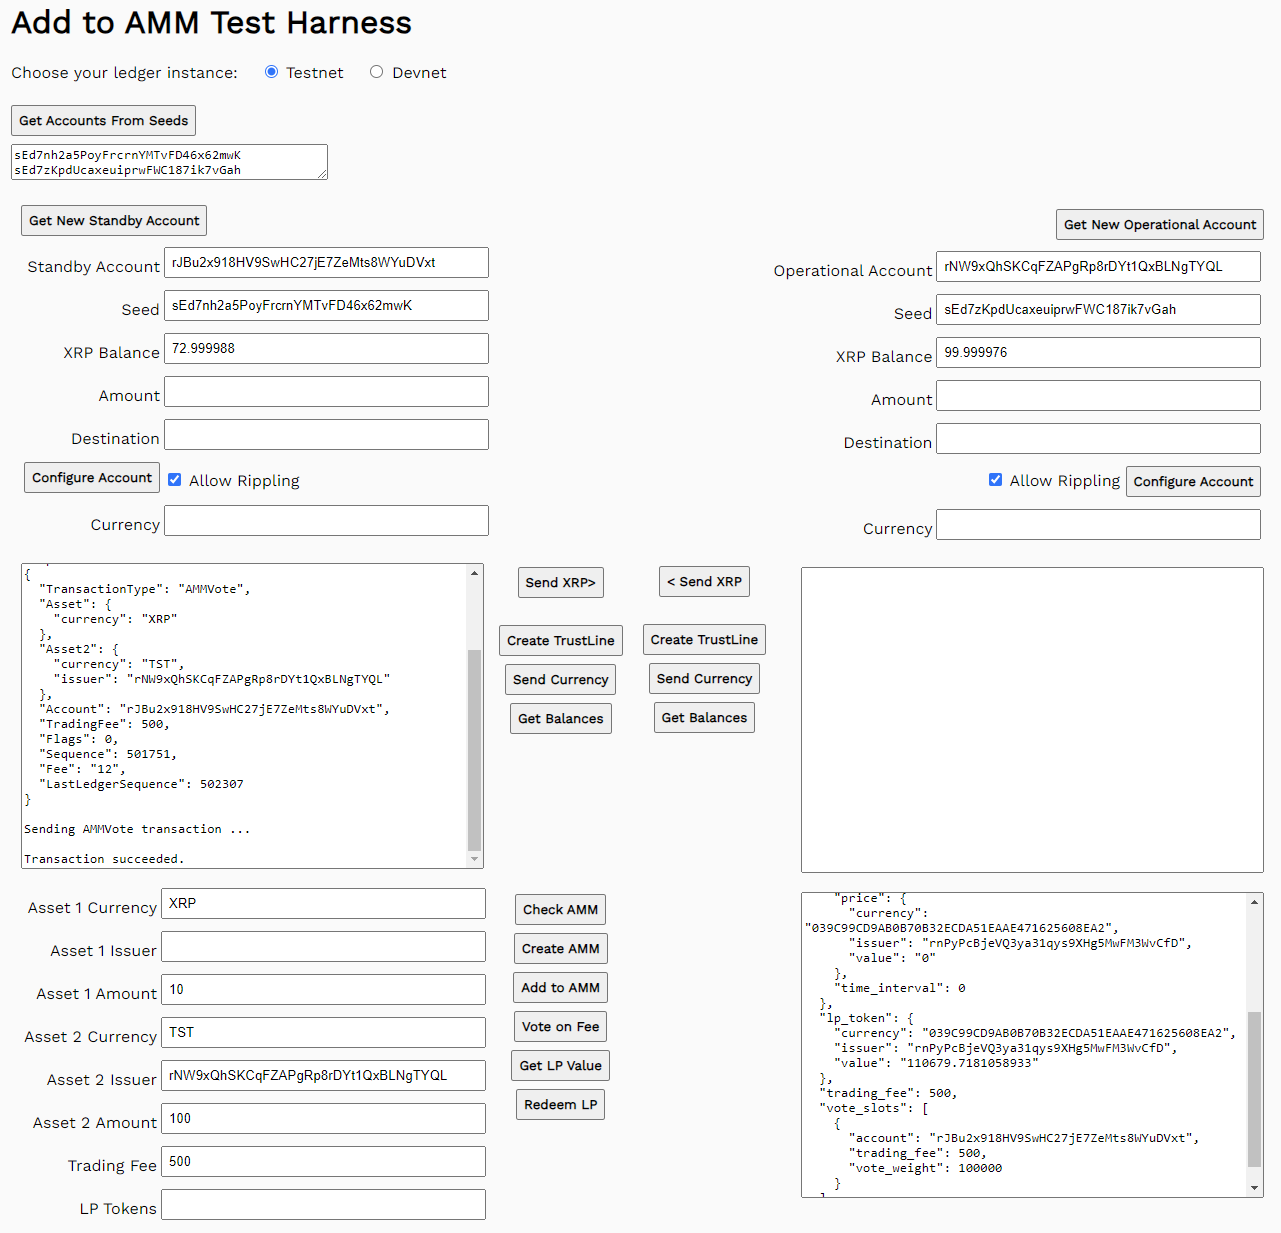 Add to AMM Test Harness
Choose your ledger instance: Testnet Devnet
Get Accounts From Seeds
sEd7nh2a5PoyFrcrnYMTvFD46x62mwK
sEd7zKpdUcaxeuiprwFWC187ik7vGah
Get New Standby Account
Standby Account rJBu2x918HV9SwHC27jE7ZeMts8WYuDVxt
Seed sEd7nh2a5PoyFrcrnYMTvFD46x62mwK
XRP Balance 72.999988
Amount
Destination
Configure Account Allow Rippling
Currency
Get New Operational Account
Operational Account rNW9xQhSKCqFZAPgRp8rDYt1QxBLNgTYQL
Seed sEd7zKpdUcaxeuiprwFWC187ik7vGah
XRP Balance 99.999976
Amount
Destination
Allow Rippling Configure Account
Currency
{
"TransactionType": "AMMVote",
"Asset": {
"currency": "XRP"
},
"Asset2": {
"currency": "TST",
"issuer": "rNW9xQhSKCqFZAPgRp8rDYt1QxBLNgTYQL"
},
"Account": "rJBu2x918HV9SwHC27jE7ZeMts8WYuDVxt",
"TradingFee": 500,
"Flags": 0,
"Sequence": 501751,
"Fee": "12",
"LastLedgerSequence": 502307
}
Sending AMMVote transaction ...
Transaction succeeded.
Send XRP> < Send XRP
Create TrustLine Create TrustLine
Send Currency Send Currency
Get Balances Get Balances
Asset 1 Currency XRP
Asset 1 Issuer
Asset 1 Amount 10
Asset 2 Currency TST
Asset 2 Issuer rNW9xQhSKCqFZAPgRp8rDYt1QxBLNgTYQL
Asset 2 Amount 100
Trading Fee 500
LP Tokens
Check AMM
Create AMM
Add to AMM
Vote on Fee
Get LP Value
Redeem LP
"price": {
"currency":
"039C99CD9AB0B70B32ECDA51EAAE471625608EA2",
"issuer": "rnPyPcBjeVQ3ya31qys9XHg5MwFM3WvCfD",
"value": "0"
},
"time_interval": 0
},
"lp_token": {
"currency": "039C99CD9AB0B70B32ECDA51EAAE471625608EA2",
"issuer": "rnPyPcBjeVQ3ya31qys9XHg5MwFM3WvCfD",
"value": "110679.7181058933"
},
"trading_fee": 500,
"vote_slots": [
{
"account": "rJBu2x918HV9SwHC27jE7ZeMts8WYuDVxt",
"trading_fee": 500,
"vote_weight": 100000
}